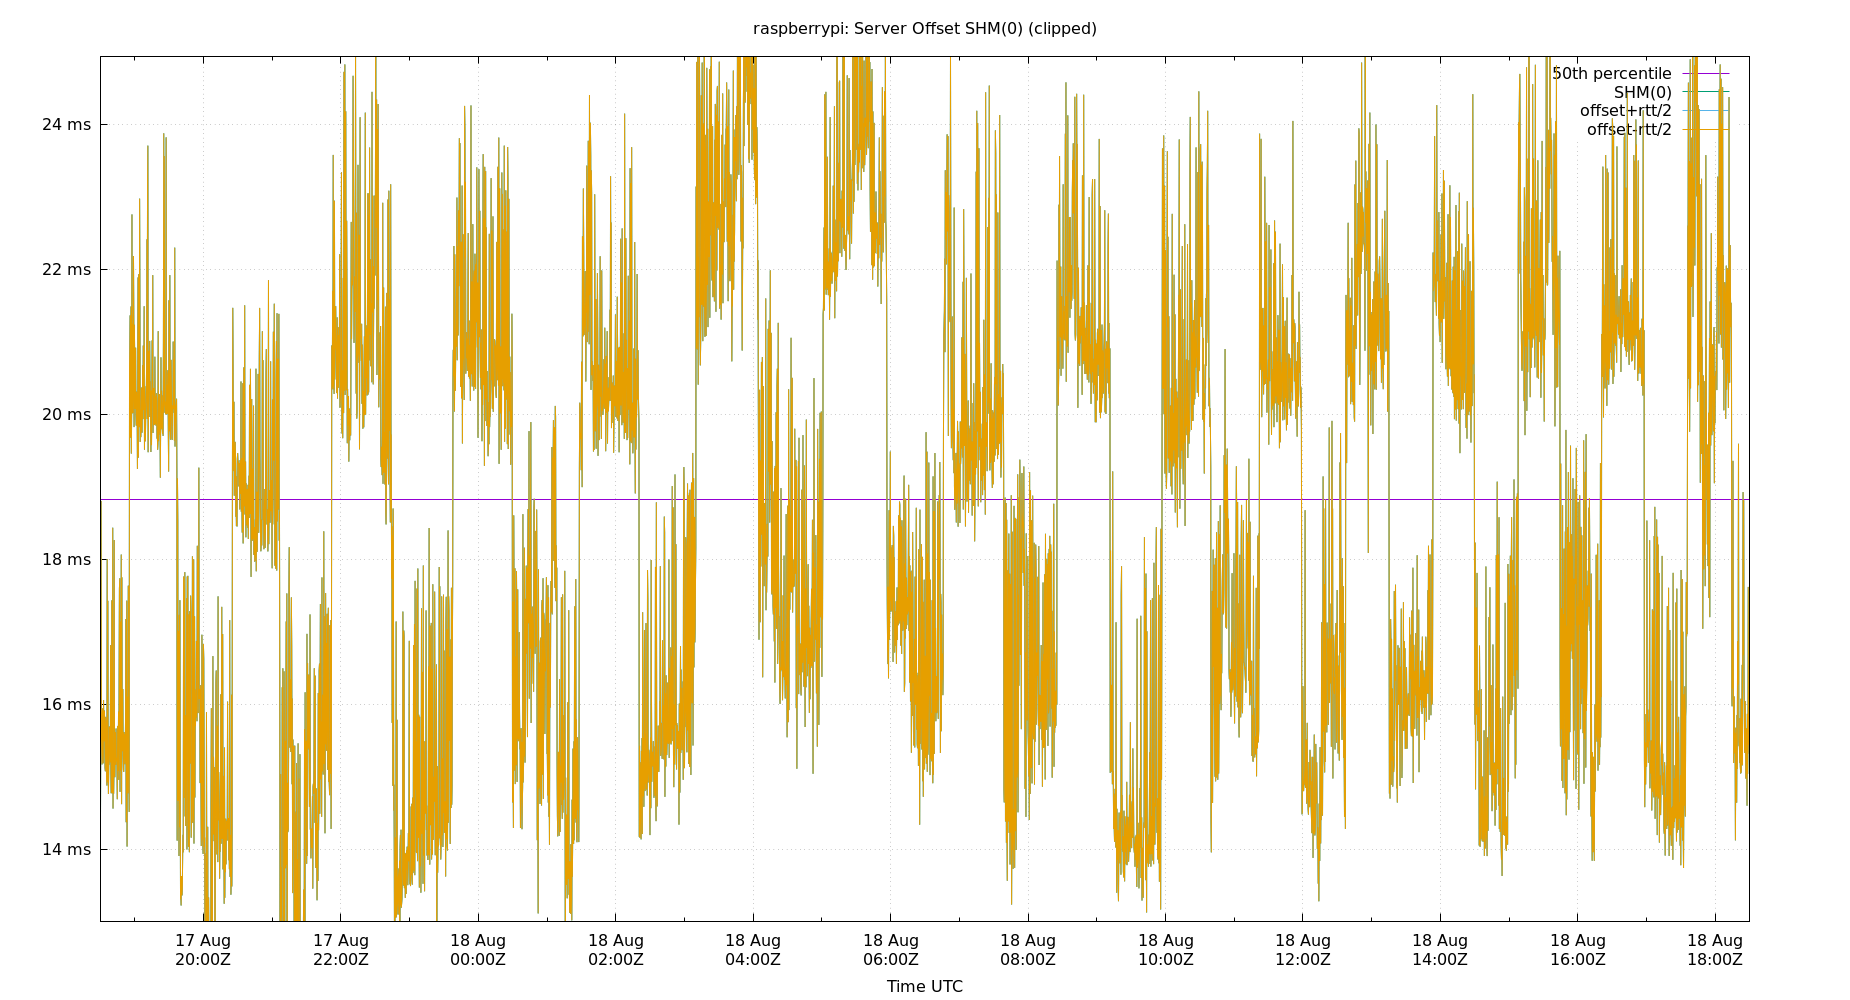 raspberrypi: Server Offset SHM(0) (clipped)
50th percentile
SHM(0)
offset+rtt/2
offset-rtt/2
24 ms
22 ms
20 ms
18 ms
16 ms
14 ms
17 Aug 17 Aug 18 Aug 18 Aug 18 Aug 18 Aug 18 Aug 18 Aug 18 Aug 18 Aug 18 Aug 18 Aug
20:00Z 22:00Z 00:00Z 02:00Z 04:00Z 06:00Z 08:00Z 10:00Z 12:00Z 14:00Z 16:00Z 18:00Z
Time UTC